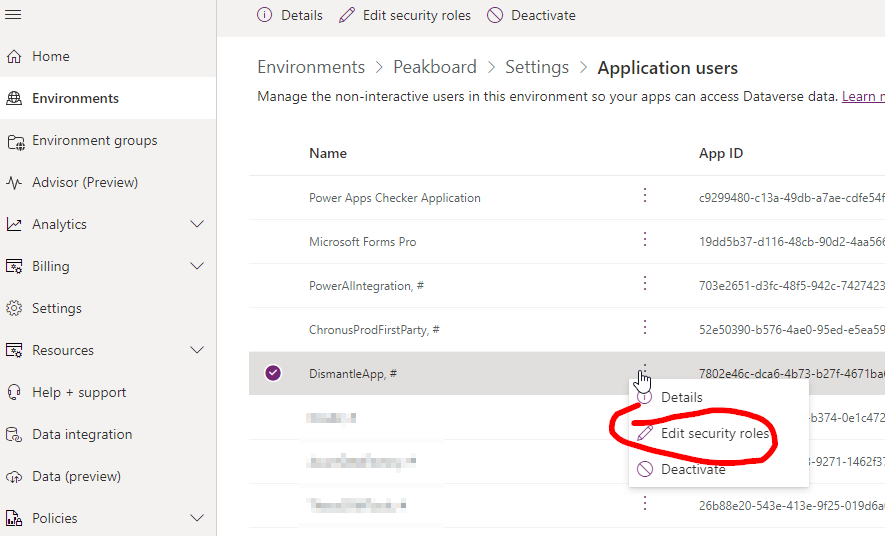 Details Edit security roles Deactivate
Home
Environments
Environment groups
Advisor (Preview)
Analytics
Billing
Settings
Resources
Help + support
Data integration
Data (preview)
Policies
Environments > Peakboard > Settings > Application users
Manage the non-interactive users in this environment so your apps can access Dataverse data. Learn
Name App ID
Power Apps Checker Application c9299480-c13a-49db-a7ae-cdfe54f
Microsoft Forms Pro 19dd5b37-d116-48cb-90d2-4aa566
PowerAIIntegration, # 703e2651-d3fc-48f5-942c-7427423
ChronusProdFirstParty, # 52e50390-b576-4ae0-95ed-e5ea59
DismantleApp, # 7802e46c-dca6-4b73-b27f-4671ba
Details
-b374-0e1c472
Edit security roles
-9271-1462f37
Deactivate
26b88e20-543e-413e-9f25-019d6a